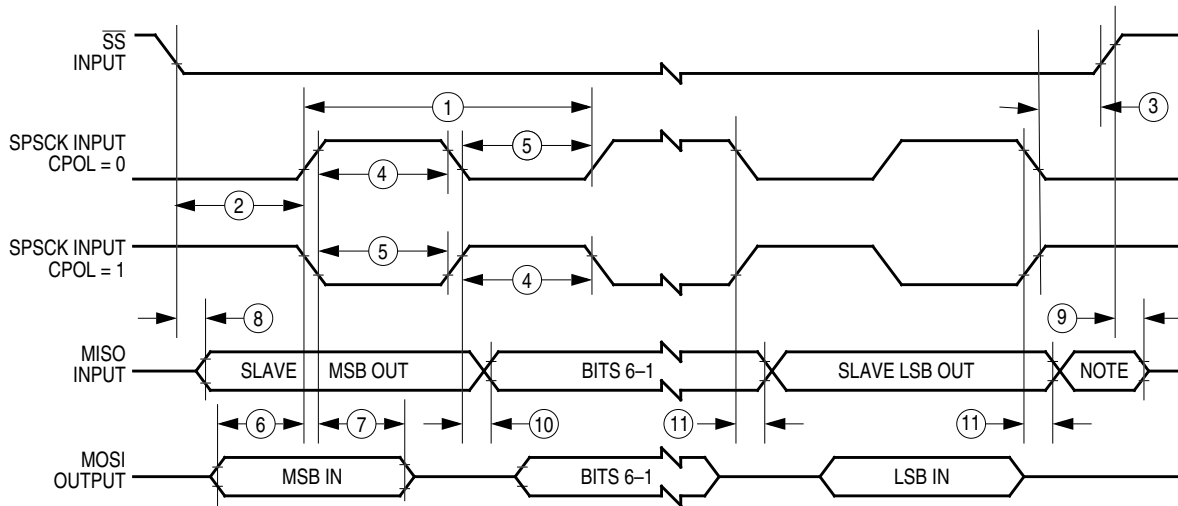 SS
INPUT
1
3
SPSCK INPUT
CPOL = 0
5
4
2
SPSCK INPUT
CPOL = 1
5
4
8
9
MISO
INPUT
SLAVE MSB OUT
BITS 6–1
SLAVE LSB OUT
NOTE
6
7
10
11
11
MOSI
OUTPUT
MSB IN
BITS 6–1
LSB IN